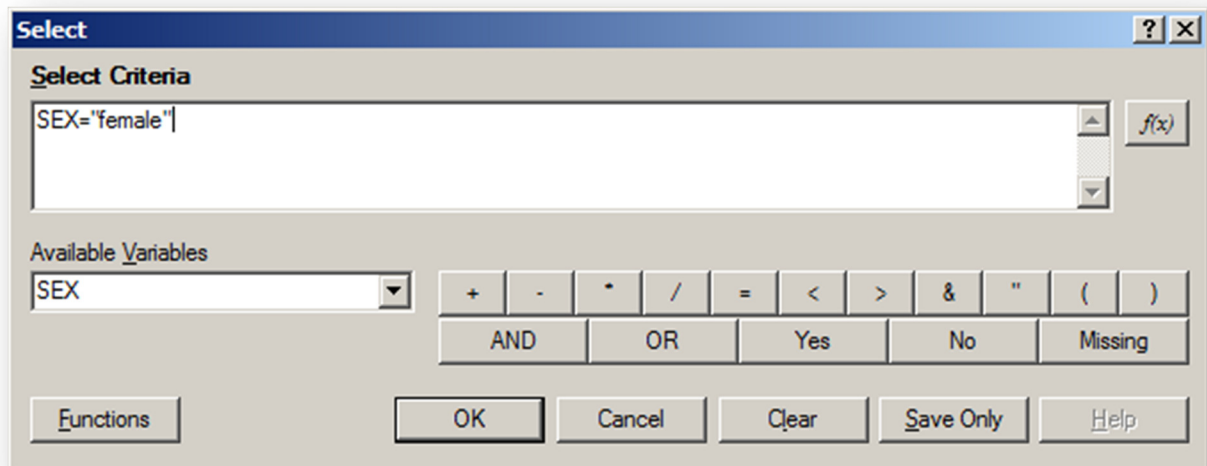 Select
? X
Select Criteria
SEX="female"
f(x)
Available Variables
SEX
+ - * / = < > & " ( )
AND OR Yes No Missing
Functions OK Cancel Clear Save Only Help